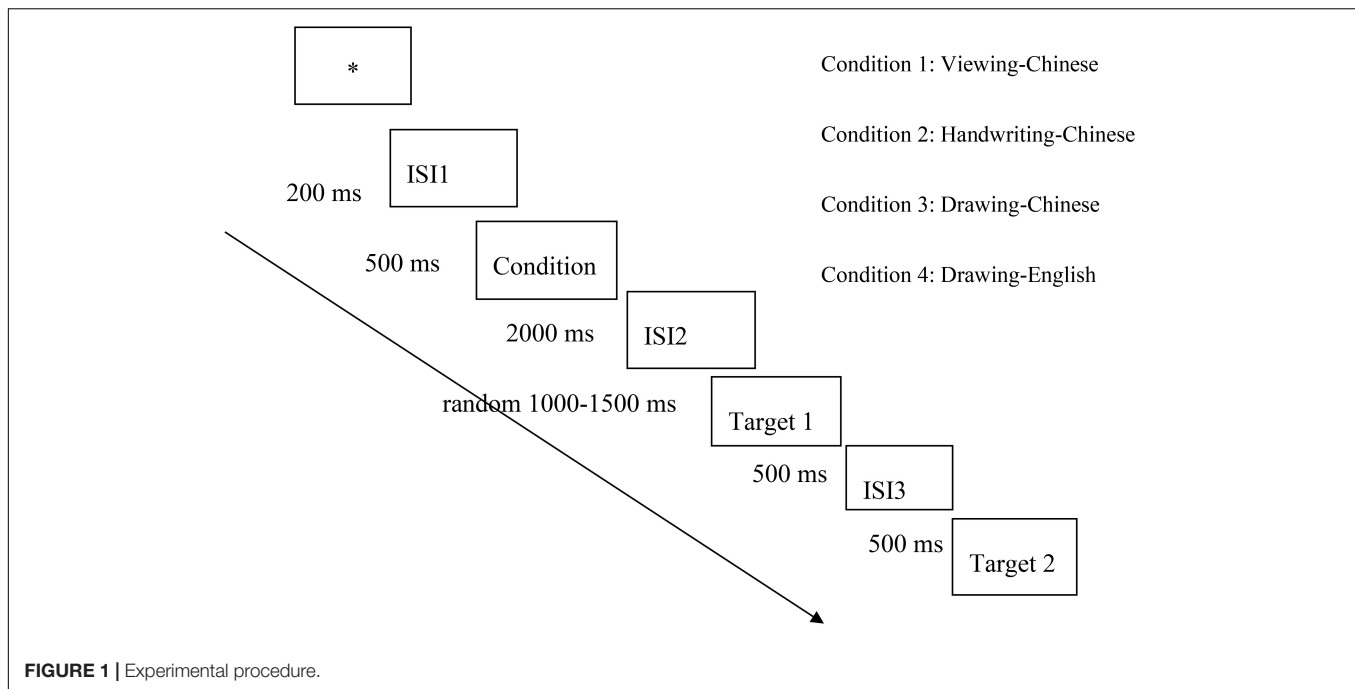 *
Condition 1: Viewing-Chinese
Condition 2: Handwriting-Chinese
Condition 3: Drawing-Chinese
Condition 4: Drawing-English
ISI1
200 ms
Condition
500 ms
ISI2
2000 ms
Target 1
random 1000-1500 ms
ISI3
500 ms
Target 2
500 ms
FIGURE 1 | Experimental procedure.